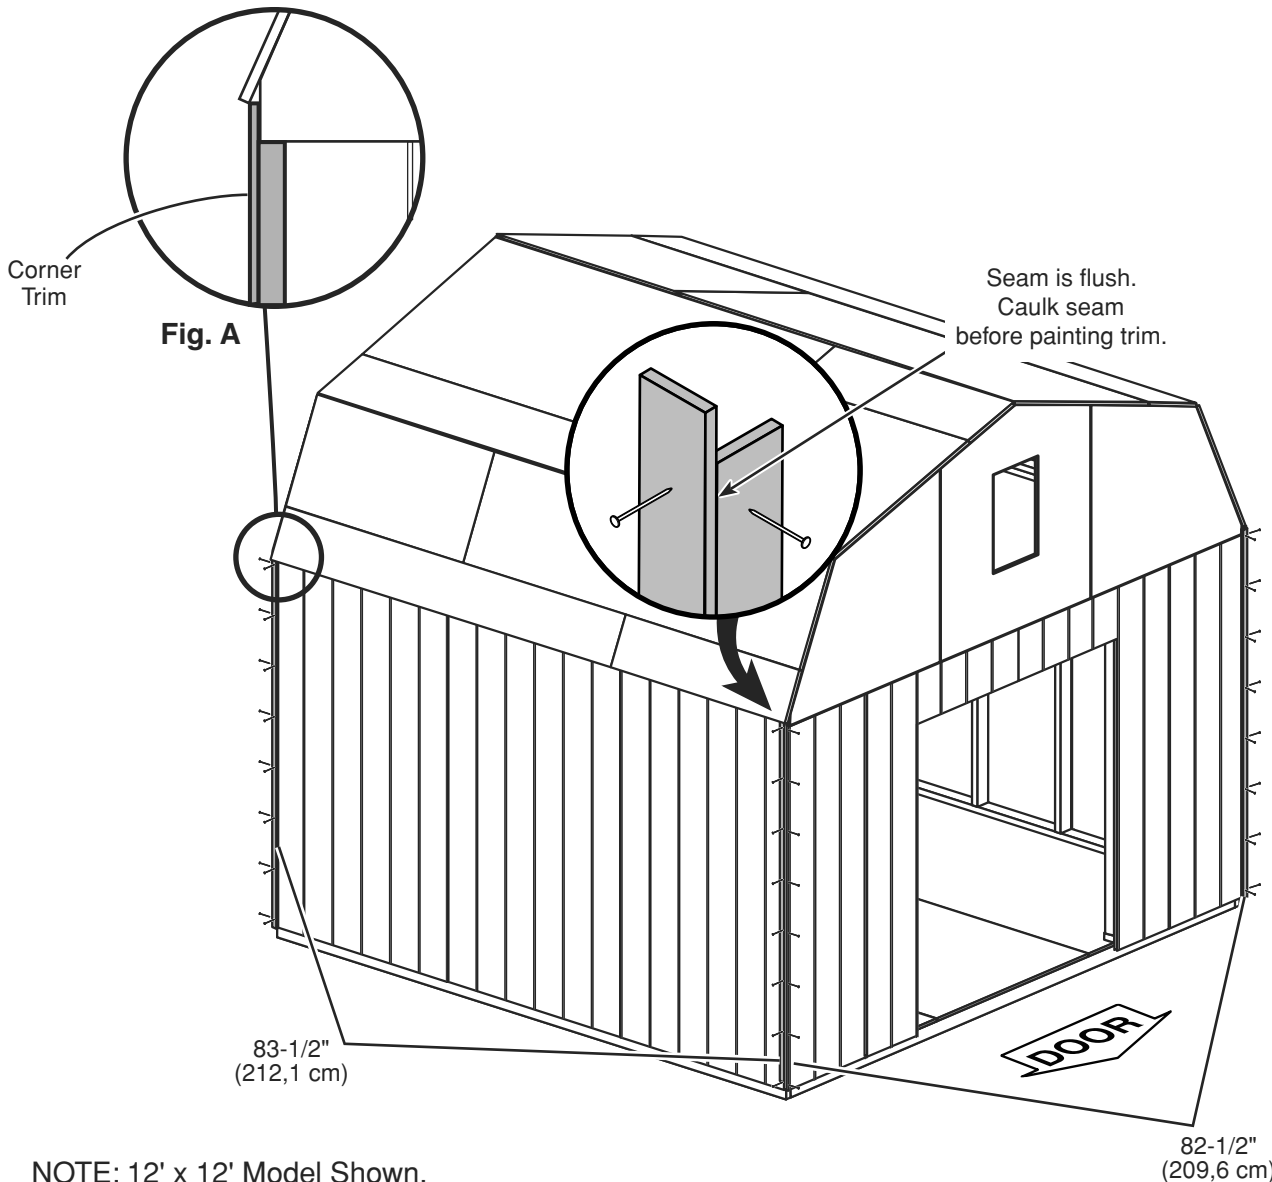 Corner
Trim
Fig. A
Seam is flush.
Caulk seam
before painting trim.
DOOR
83-1/2"
(212,1 cm)
82-1/2"
(209,6 cm)
NOTE: 12' x 12' Model Shown.